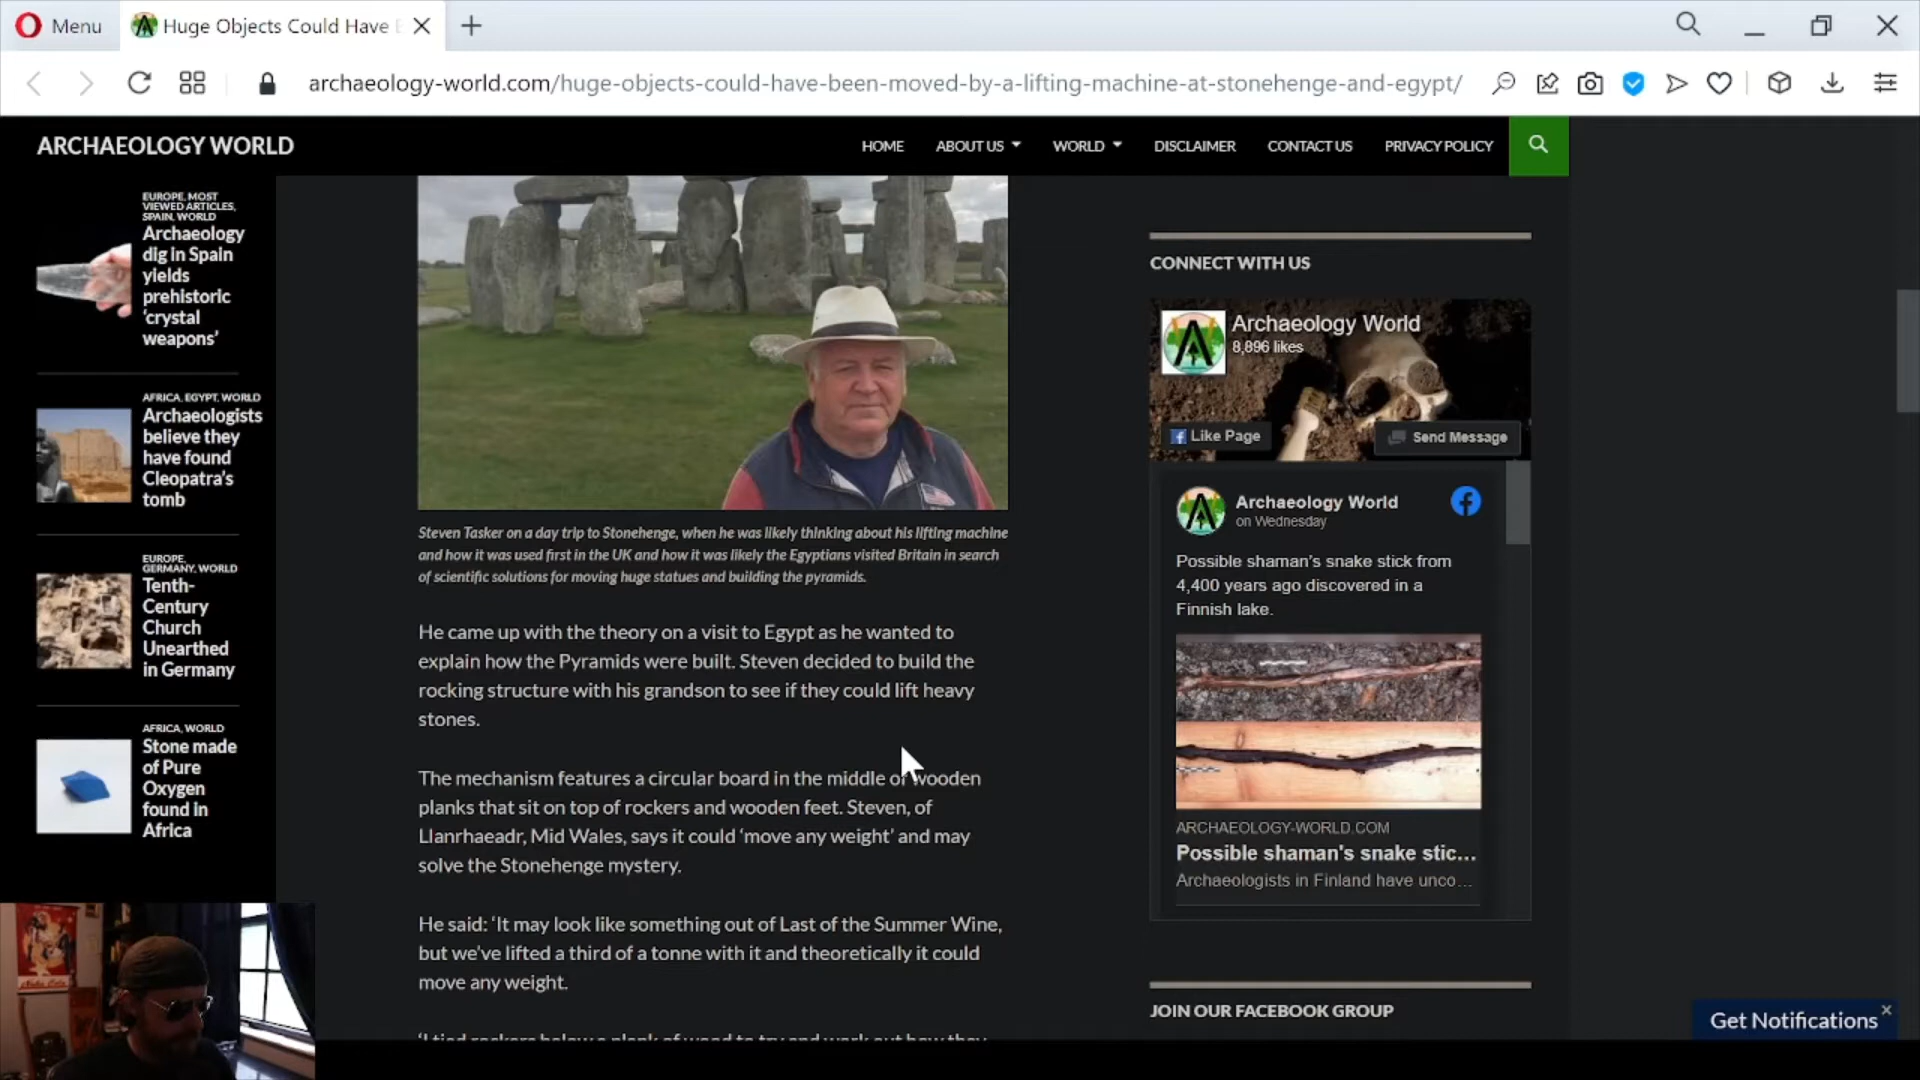 Menu
Huge Objects Could Have
archaeology-world.com/huge-objects-could-have-been-moved-by-a-lifting-machine-at-stonehenge-and-egypt/
ARCHAEOLOGY WORLD
HOME
ABOUT US
WORLD
DISCLAIMER
CONTACT US
PRIVACY POLICY
EUROPE, MOST
VIEWED ARTICLES,
SPAIN, WORLD
Archaeology
dig in Spain
yields
prehistoric
‘crystal
weapons’
AFRICA, EGYPT, WORLD
Archaeologists
believe they
have found
Cleopatra’s
tomb
EUROPE,
GERMANY, WORLD
Tenth-
Century
Church
Unearthed
in Germany
AFRICA, WORLD
Stone made
of Pure
Oxygen
found in
Africa
Steven Tasker on a day trip to Stonehenge, when he was likely thinking about his lifting machine
and how it was used first in the UK and how it was likely the Egyptians visited Britain in search
of scientific solutions for moving huge statues and building the pyramids.
He came up with the theory on a visit to Egypt as he wanted to
explain how the Pyramids were built. Steven decided to build the
rocking structure with his grandson to see if they could lift heavy
stones.
The mechanism features a circular board in the middle of wooden
planks that sit on top of rockers and wooden feet. Steven, of
Llanrhaeadr, Mid Wales, says it could ‘move any weight’ and may
solve the Stonehenge mystery.
He said: ‘It may look like something out of Last of the Summer Wine,
but we’ve lifted a third of a tonne with it and theoretically it could
move any weight.
‘I tied rockers below a plank of wood to try and work out how they
CONNECT WITH US
Archaeology World
8,896 likes
Like Page
Send Message
Archaeology World
on Wednesday
Possible shaman's snake stick from
4,400 years ago discovered in a
Finnish lake.
ARCHAEOLOGY-WORLD.COM
Possible shaman's snake stic...
Archaeologists in Finland have unco...
JOIN OUR FACEBOOK GROUP
Get Notifications